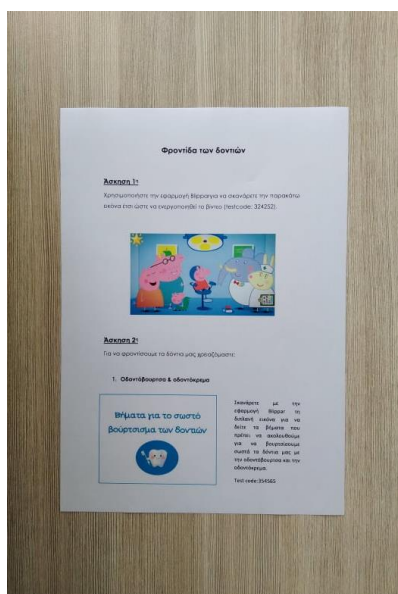 Φροντίδα των δοντιών
Άσκηση 1η
Χρησιμοποιήστε την εφαρμογή Blipparγια να σκανάρετε την παρακάτω
εικόνα έτσι ώστε να ενεργοποιηθεί το βίντεο (testcode: 324252):
Άσκηση 2η
Για να φροντίσουμε τα δόντια μας χρειαζόμαστε:
1. Οδοντόβουρτσα & οδοντόκρεμα
Βήματα για το σωστό
βούρτσισμα των δοντιών
Σκανάρετε με την
εφαρμογή Blippar τη
διπλανή εικόνα για να
δείτε τα βήματα που
πρέπει να ακολουθούμε
για να βουρτσίσουμε
σωστά τα δόντια μας με
την οδοντόβουρτσα και την
οδοντόκρεμα.
Test code:354565